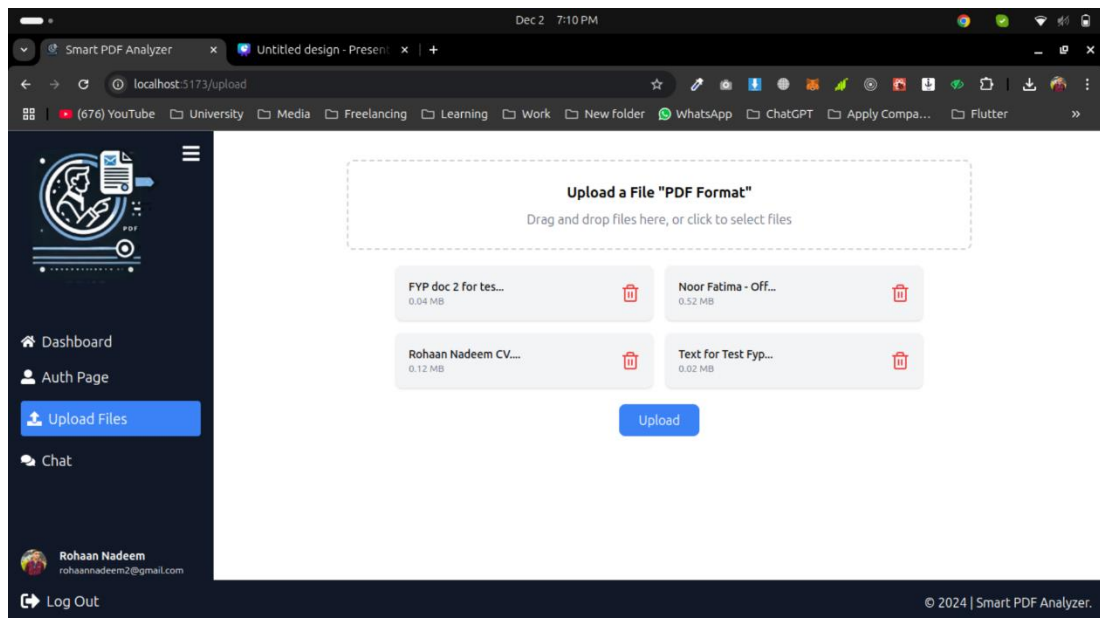 Dec 2 7:10 PM
Smart PDF Analyzer
Untitled design - Present
localhost:5173/upload
(676) YouTube University Media Freelancing Learning Work New folder WhatsApp ChatGPT Apply Compa... Flutter
PDF
Upload a File "PDF Format"
Drag and drop files here, or click to select files
FYP doc 2 for tes...
0.04 MB
Noor Fatima - Off...
0.52 MB
Rohaan Nadeem CV....
0.12 MB
Text for Test Fyp...
0.02 MB
Upload
Dashboard
Auth Page
Upload Files
Chat
Rohaan Nadeem
rohaannadeem2@gmail.com
Log Out
© 2024 | Smart PDF Analyzer.